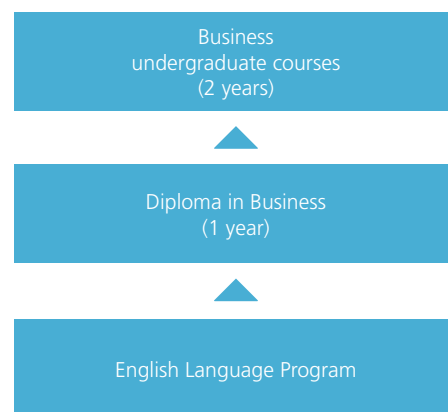 Business
undergraduate courses
(2 years)
Diploma in Business
(1 year)
English Language Program